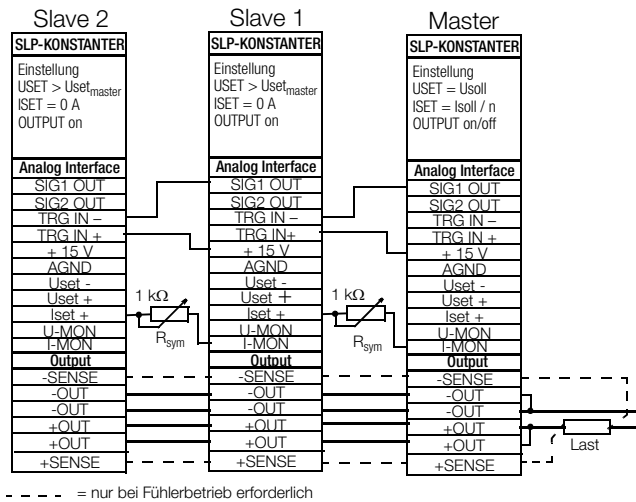 Slave 2
SLP-KONSTANTER
Einstellung
USET > Usetmaster
ISET = 0 A
OUTPUT on
Analog Interface
SIG1 OUT
SIG2 OUT
TRG IN –
TRG IN +
+ 15 V
AGND
Uset -
Uset +
Iset +
U-MON
I-MON
Output
-SENSE
-OUT
-OUT
+OUT
+OUT
+SENSE
1 kΩ
Rsym
Slave 1
SLP-KONSTANTER
Einstellung
USET > Usetmaster
ISET = 0 A
OUTPUT on
Analog Interface
SIG1 OUT
SIG2 OUT
TRG IN –
TRG IN+
+ 15 V
AGND
Uset -
Uset +
Iset +
U-MON
I-MON
Output
-SENSE
-OUT
-OUT
+OUT
+OUT
+SENSE
1 kΩ
Rsym
Master
SLP-KONSTANTER
Einstellung
USET = Usoll
ISET = Isoll / n
OUTPUT on/off
Analog Interface
SIG1 OUT
SIG2 OUT
TRG IN –
TRG IN +
+ 15 V
AGND
Uset -
Uset +
Iset +
U-MON
I-MON
Output
-SENSE
-OUT
-OUT
+OUT
+OUT
+SENSE
Last
= nur bei Fühlerbetrieb erforderlich